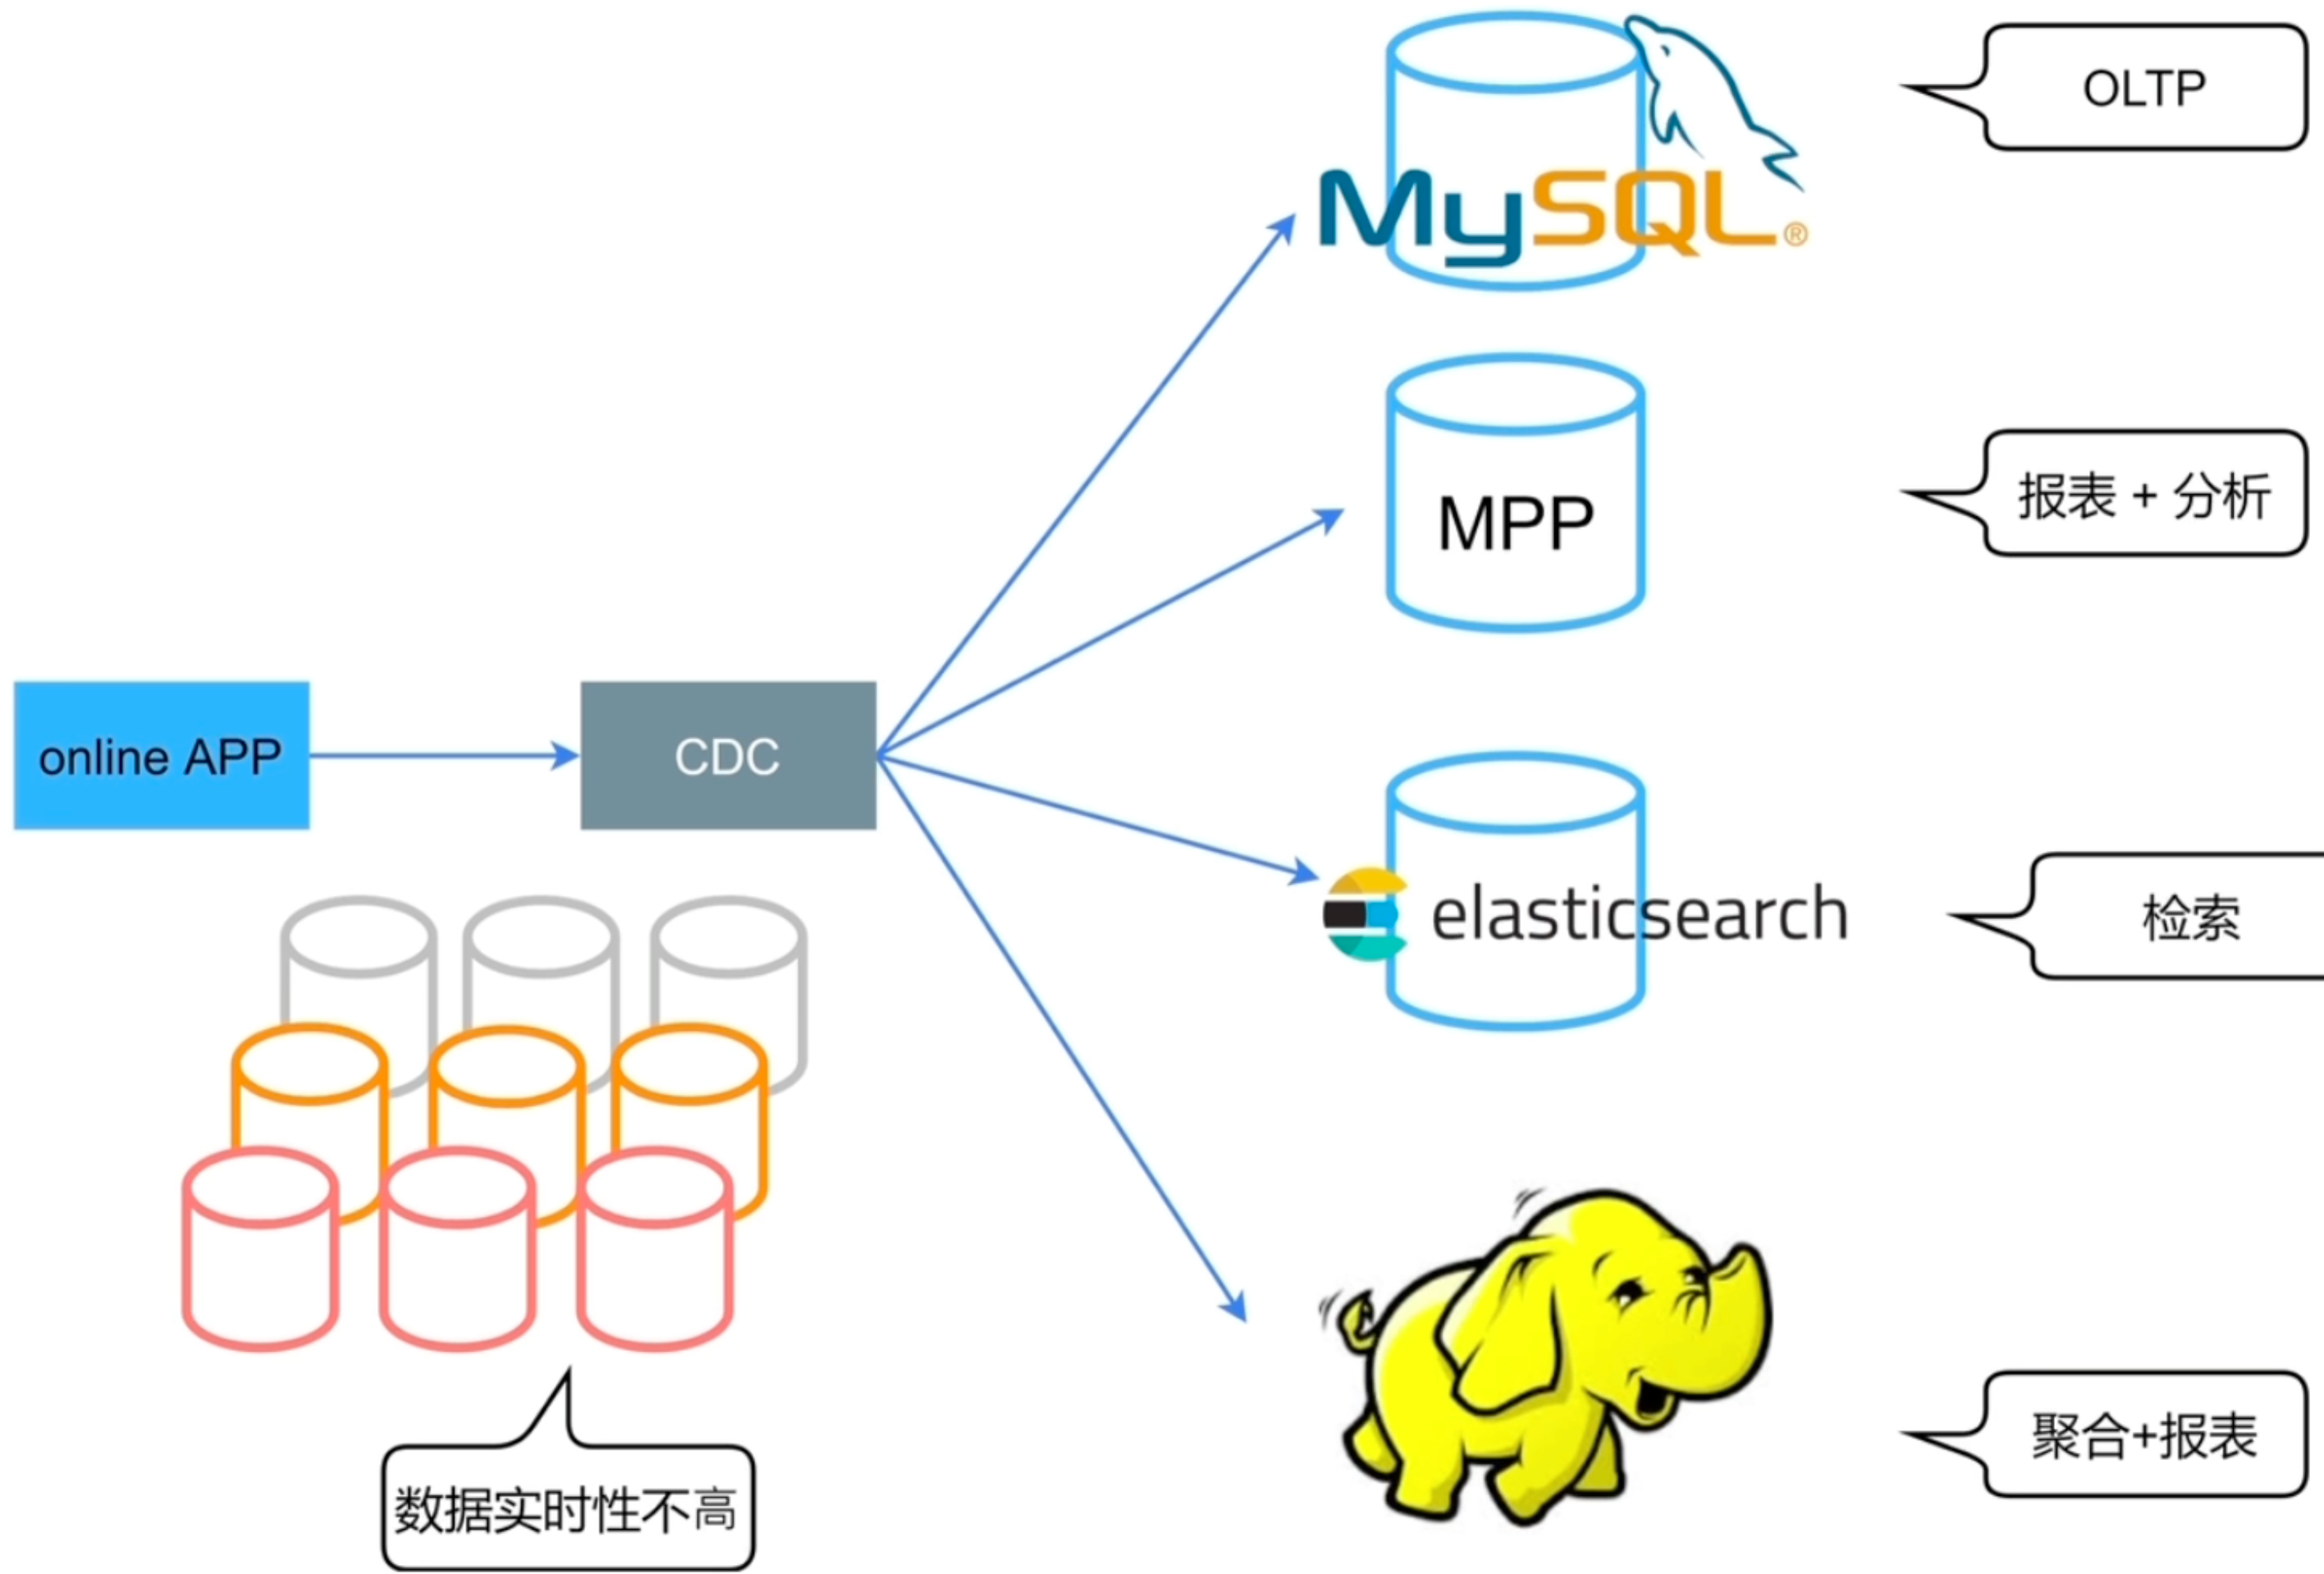 OLTP
MySQL®
MPP
报表 + 分析
online APP
CDC
elasticsearch
检索
聚合+报表
数据实时性不高